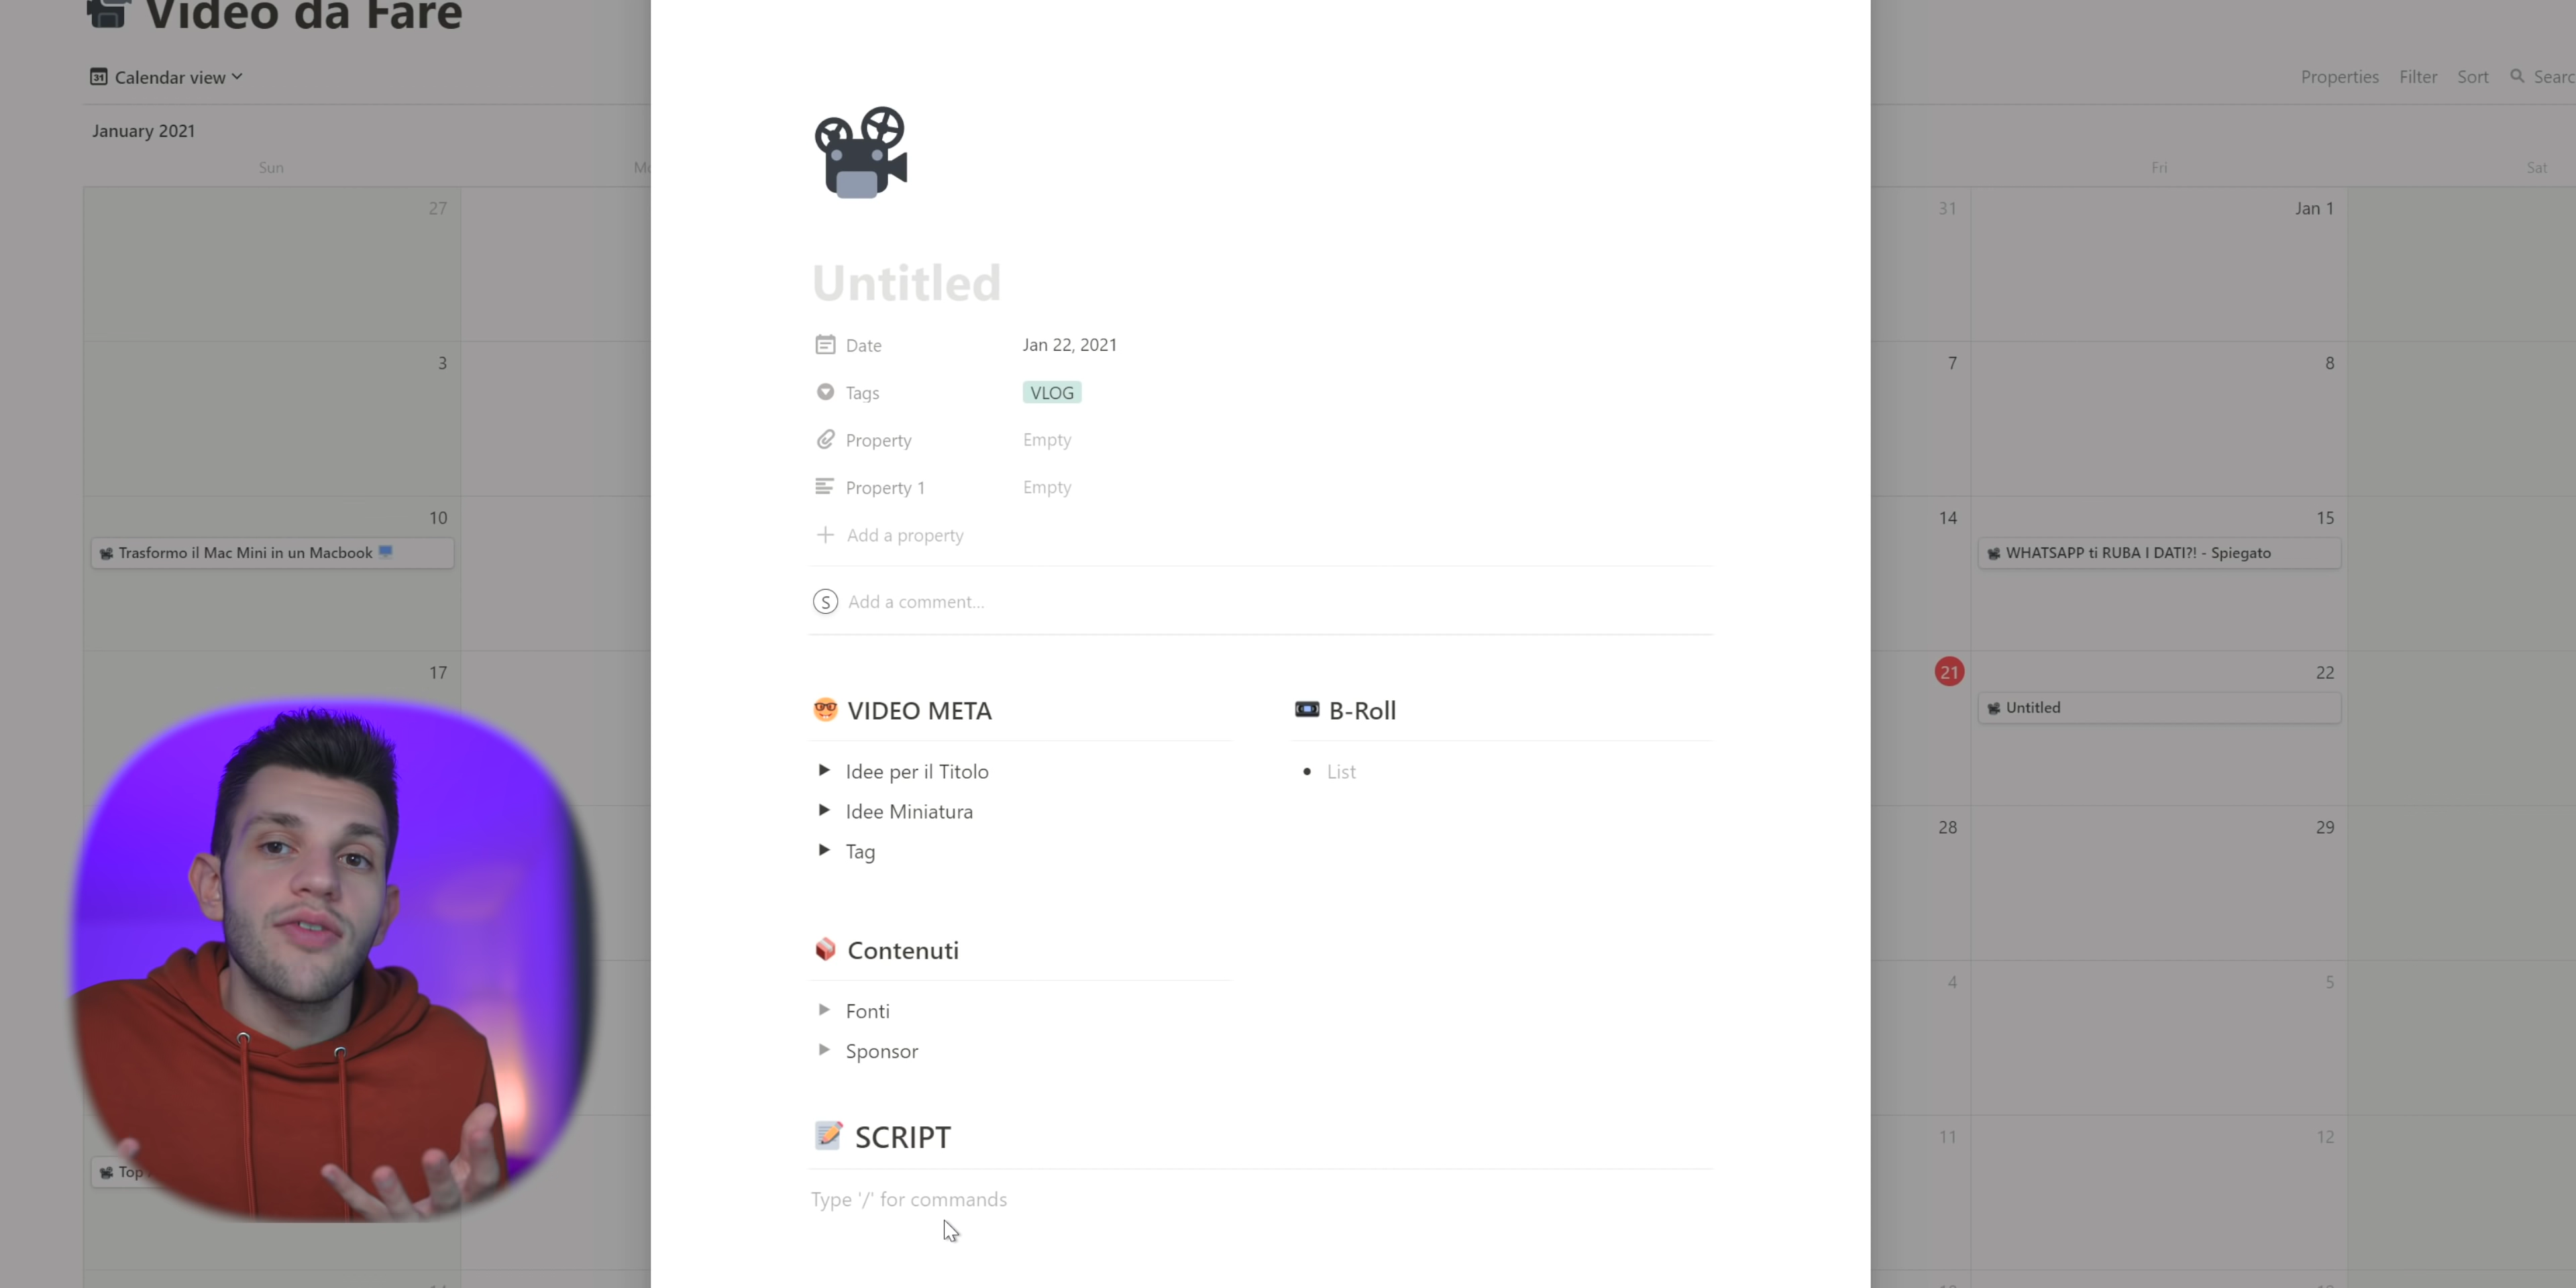 Video da Fare
Calendar view
Properties Filter Sort Searc
January 2021
Sun
Mo
Fri
Sat
27
31
Jan 1
3
7
8
10
Trasformo il Mac Mini in un Macbook
14
15
WHATSAPP ti RUBA I DATI?! - Spiegato
17
21
22
Untitled
28
29
4
5
11
12
Top
Untitled
Date Jan 22, 2021
Tags VLOG
Property Empty
Property 1 Empty
Add a property
S Add a comment...
VIDEO META
Idee per il Titolo
Idee Miniatura
Tag
B-Roll
List
Contenuti
Fonti
Sponsor
SCRIPT
Type '/' for commands